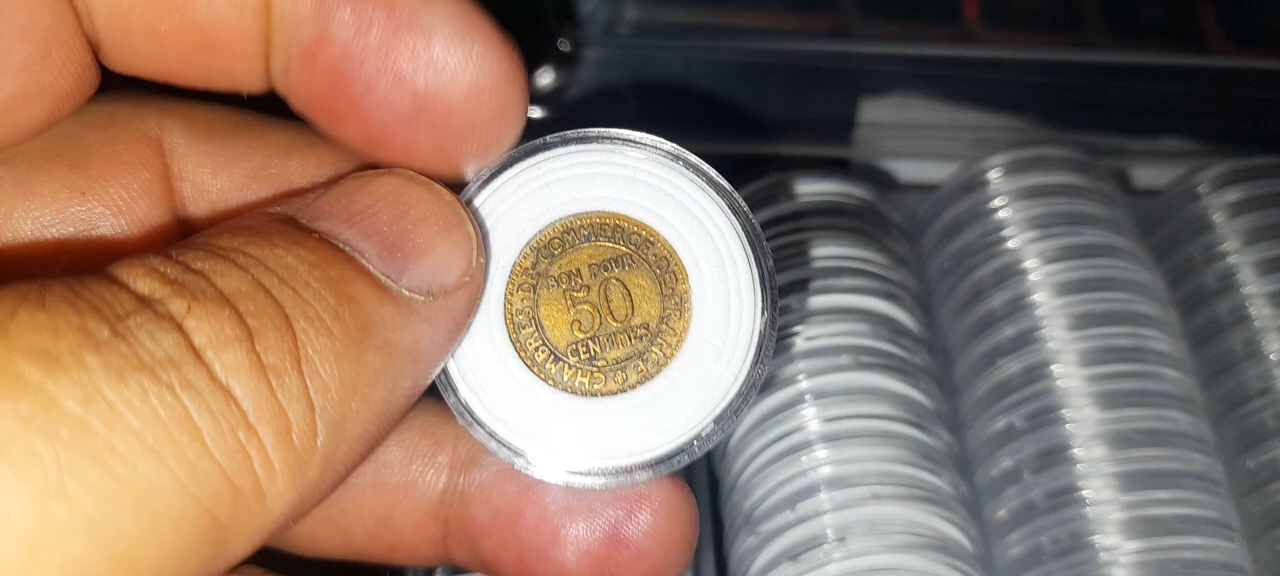 CHAMBRES · DE · COMMERCE · DE · FRANCE
BON POUR
50
CENTIMES